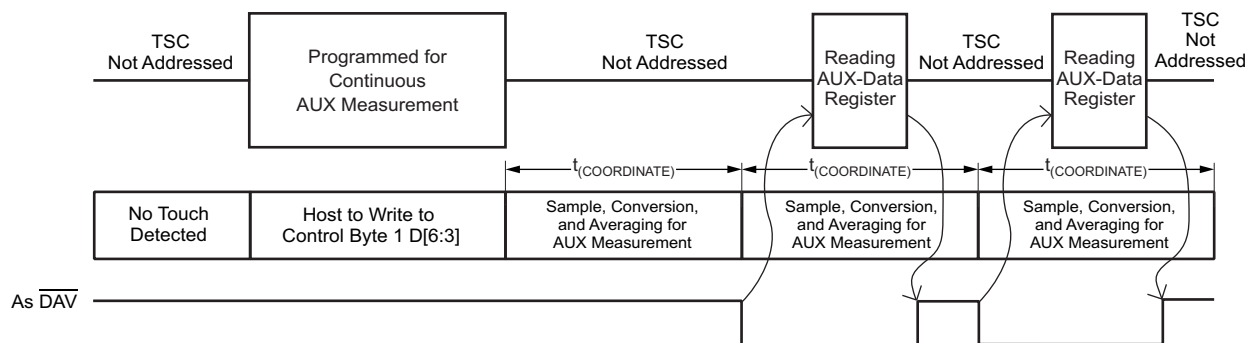 TSC
Not Addressed
Programmed for
Continuous
AUX Measurement
TSC
Not Addressed
Reading
AUX-Data
Register
TSC
Not Addressed
Reading
AUX-Data
Register
TSC
Not
Addressed
t(COORDINATE)
t(COORDINATE)
t(COORDINATE)
No Touch
Detected
Host to Write to
Control Byte 1 D[6:3]
Sample, Conversion,
and Averaging for
AUX Measurement
Sample, Conversion,
and Averaging for
AUX Measurement
Sample, Conversion,
and Averaging for
AUX Measurement
As D̅A̅V̅